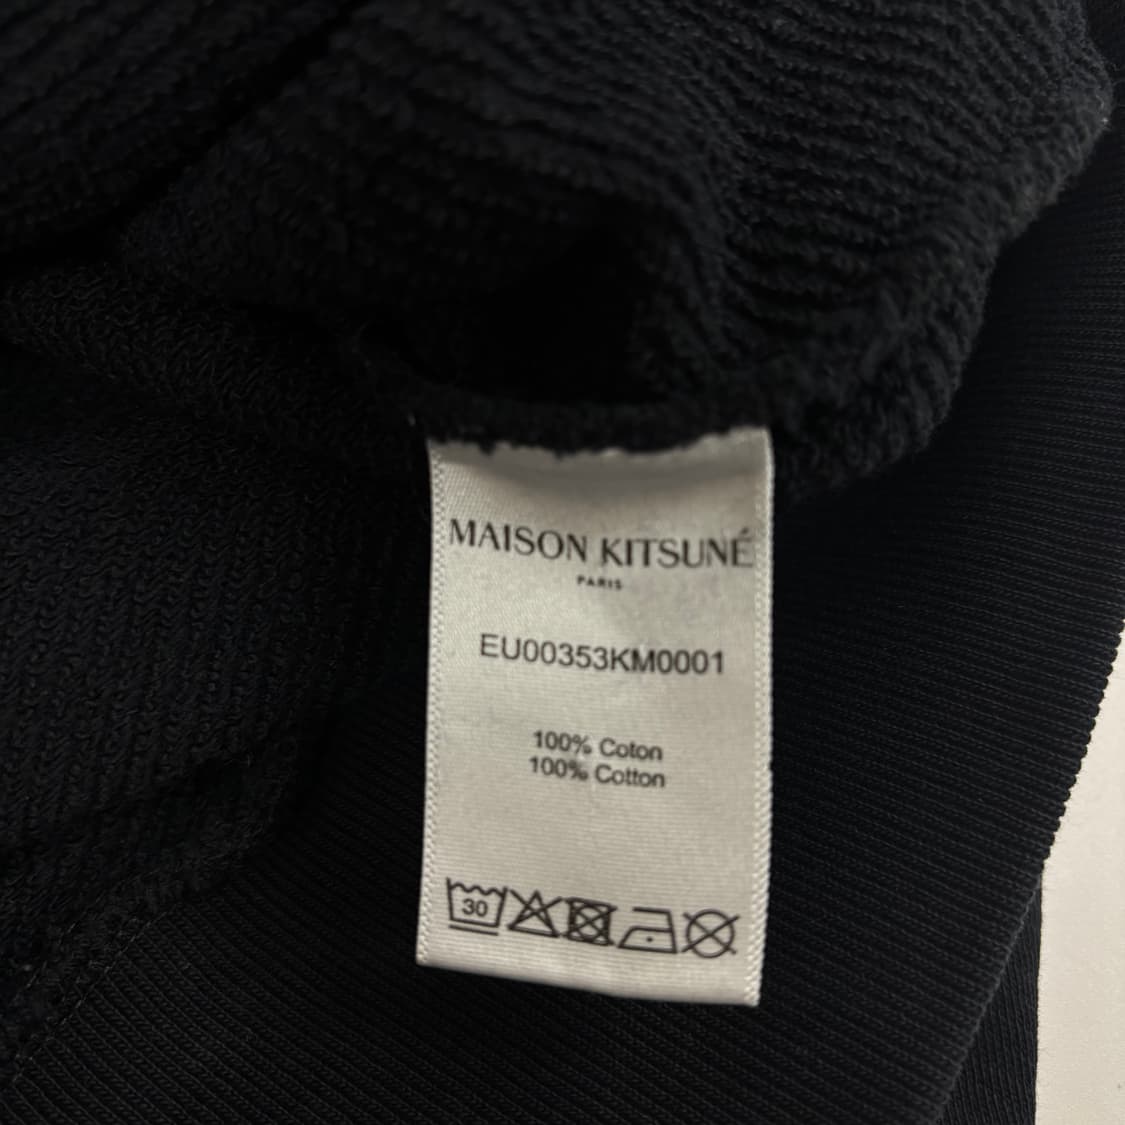 MAISON KITSUNÉ
PARIS
EU00353KM0001
100% Coton
100% Cotton
30